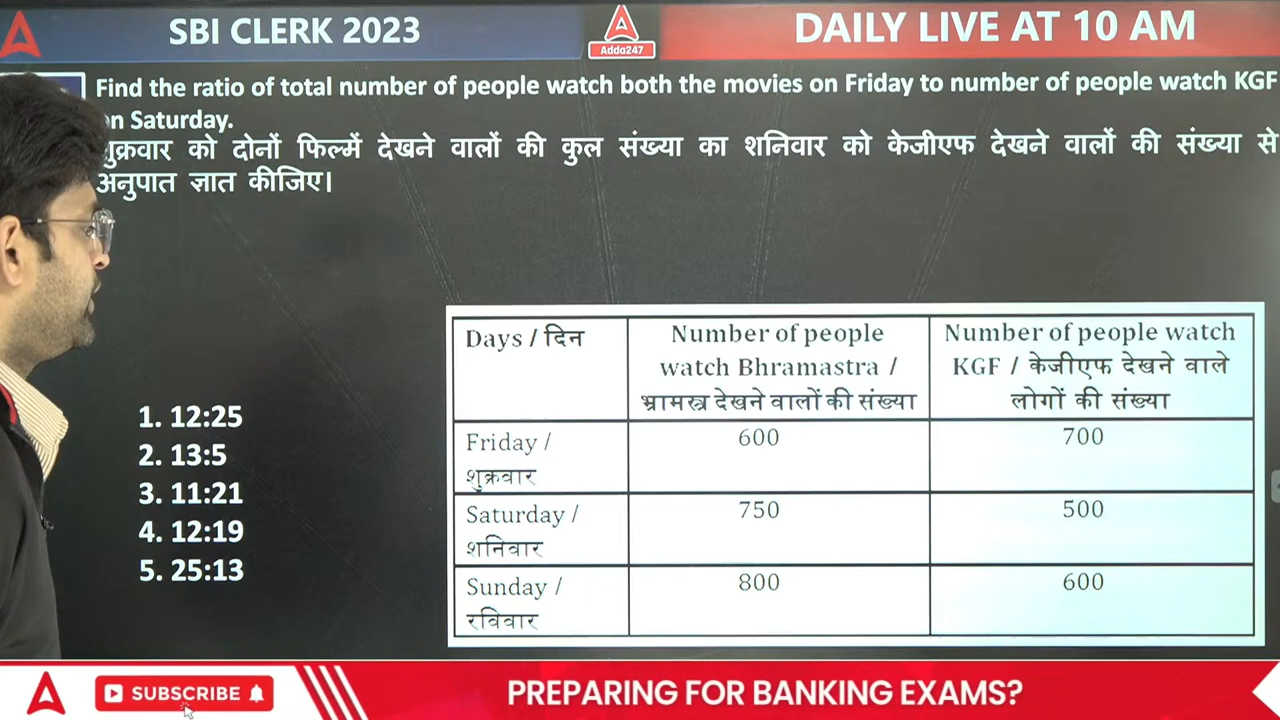 SBI CLERK 2023
Adda247
DAILY LIVE AT 10 AM
Find the ratio of total number of people watch both the movies on Friday to number of people watch KGF
on Saturday.
शुक्रवार को दोनों फिल्में देखने वालों की कुल संख्या का शनिवार को केजीएफ देखने वालों की संख्या से
अनुपात ज्ञात कीजिए।
1. 12:25
2. 13:5
3. 11:21
4. 12:19
5. 25:13
Days / दिन
Number of people
watch Bhramastra /
भ्रामस्त्र देखने वालों की संख्या
Number of people watch
KGF / केजीएफ देखने वाले
लोगों की संख्या
Friday /
शुक्रवार
600
700
Saturday /
शनिवार
750
500
Sunday /
रविवार
800
600
SUBSCRIBE
PREPARING FOR BANKING EXAMS?